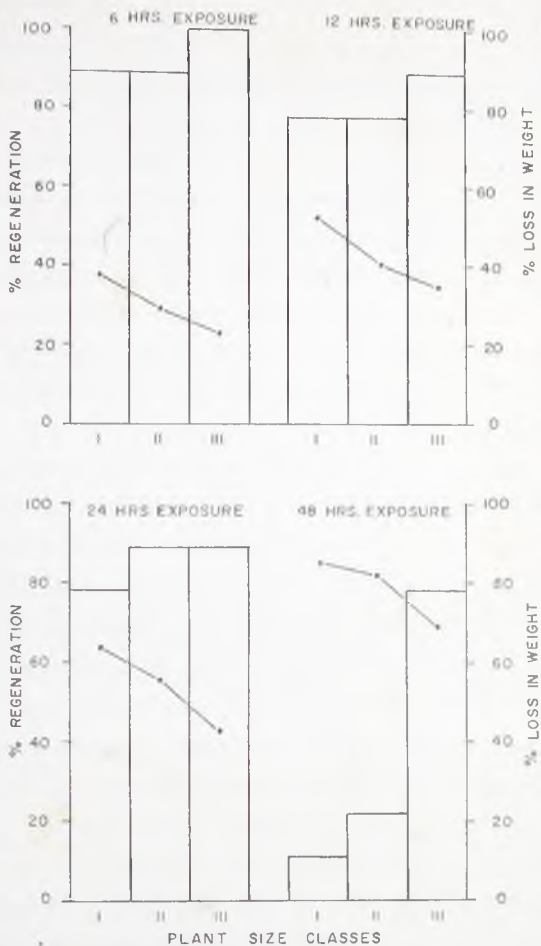 6 HRS. EXPOSURE
12 HRS. EXPOSURE
% REGENERATION
100
80
60
40
20
0
I II III
I II III
100
80
60
40
20
0
% LOSS IN WEIGHT
24 HRS. EXPOSURE
48 HRS. EXPOSURE
% REGENERATION
100
80
60
40
20
0
I II III
I II III
100
80
60
40
20
0
% LOSS IN WEIGHT
PLANT SIZE CLASSES